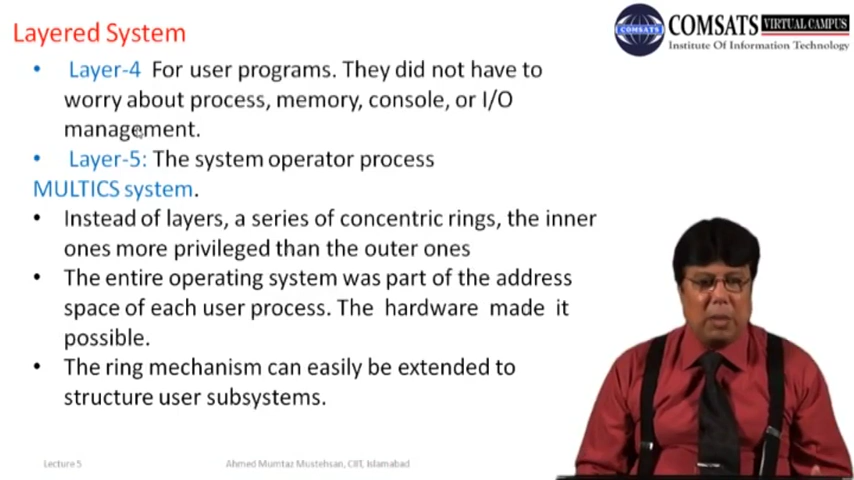 Layered System
COMSATS VIRTUAL CAMPUS
COMSATS
Institute Of Information Technology
• Layer-4 For user programs. They did not have to
worry about process, memory, console, or I/O
management.
• Layer-5: The system operator process
MULTICS system.
• Instead of layers, a series of concentric rings, the inner
ones more privileged than the outer ones
• The entire operating system was part of the address
space of each user process. The hardware made it
possible.
• The ring mechanism can easily be extended to
structure user subsystems.
Lecture 5
Ahmed Mumtaz Mustehsan, CIIT, Islamabad